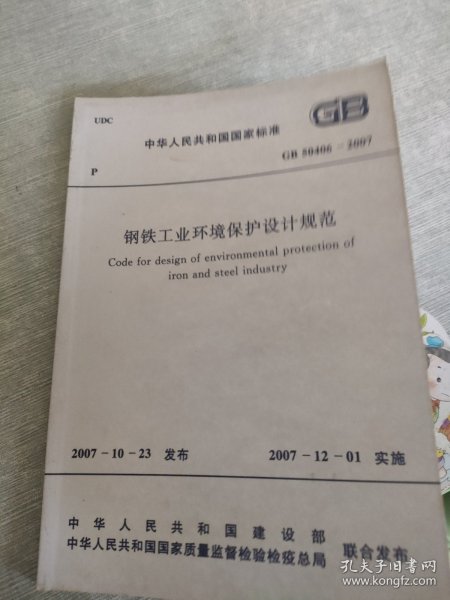 UDC
GB
中华人民共和国国家标准
GB 50406-2007
P
钢铁工业环境保护设计规范
Code for design of environmental protection of
iron and steel industry
2007-10-23 发布 2007-12-01 实施
中华人民共和国建设部
中华人民共和国国家质量监督检验检疫总局 联合发布
孔夫子旧书网
www.kongfz.com